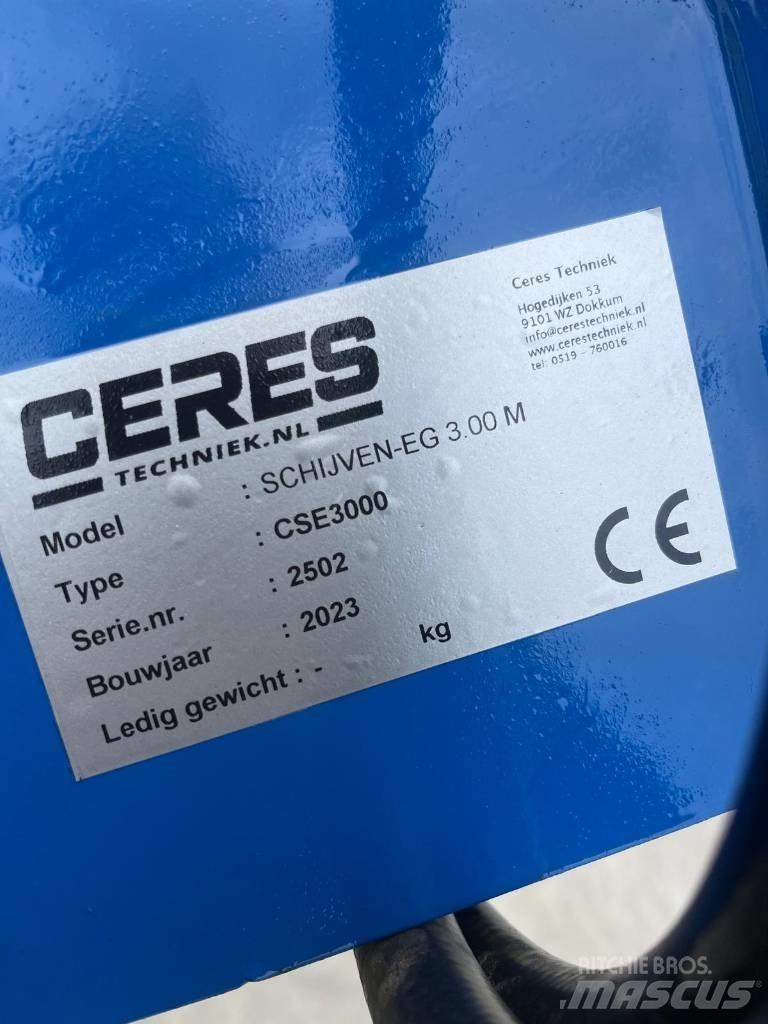 Ceres Techniek
Hogedijken 53
9101 WZ Dokkum
info@cerestechniek.nl
www.cerestechniek.nl
tel: 0519 - 760016
CERES
TECHNIEK.NL
Model : SCHIJVEN-EG 3.00 M
Type : CSE3000
Serie.nr. : 2502
Bouwjaar : 2023
Ledig gewicht : - kg
CE
RITCHIE BROS.
MASCUS